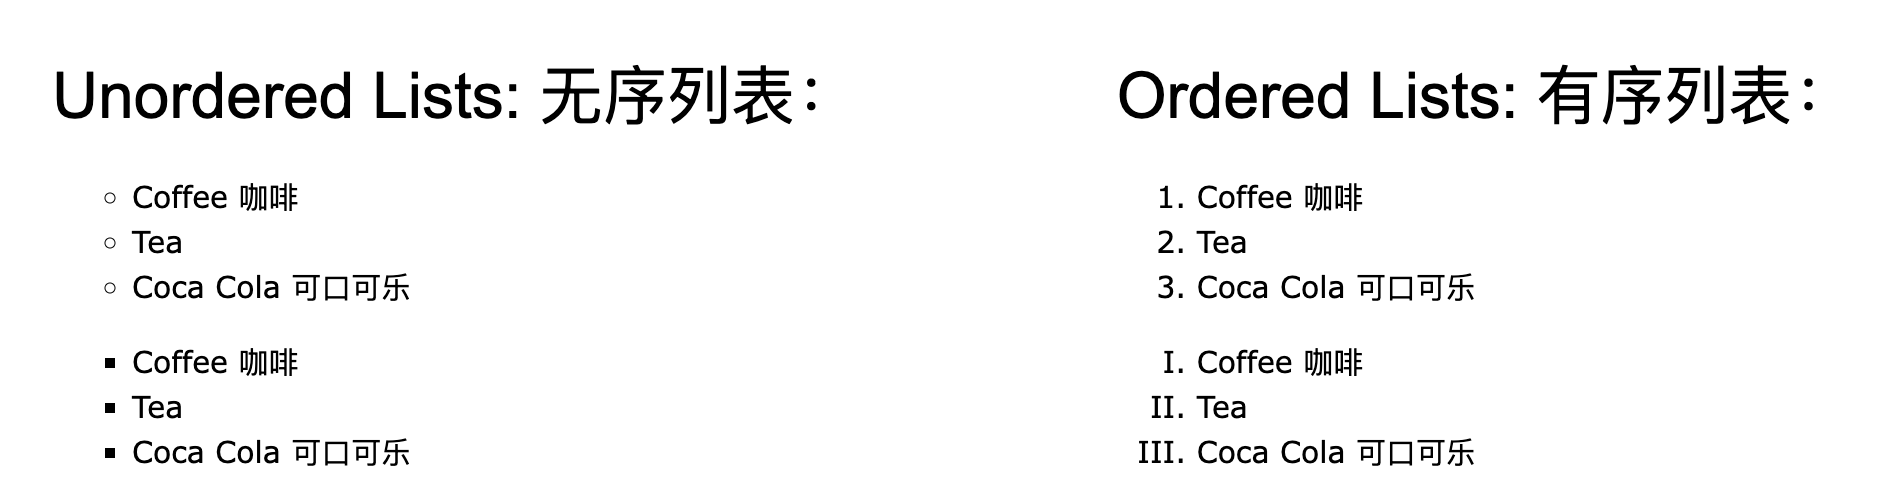 Unordered Lists: 无序列表：
○ Coffee 咖啡
○ Tea
○ Coca Cola 可口可乐
■ Coffee 咖啡
■ Tea
■ Coca Cola 可口可乐
Ordered Lists: 有序列表：
1. Coffee 咖啡
2. Tea
3. Coca Cola 可口可乐
I. Coffee 咖啡
II. Tea
III. Coca Cola 可口可乐